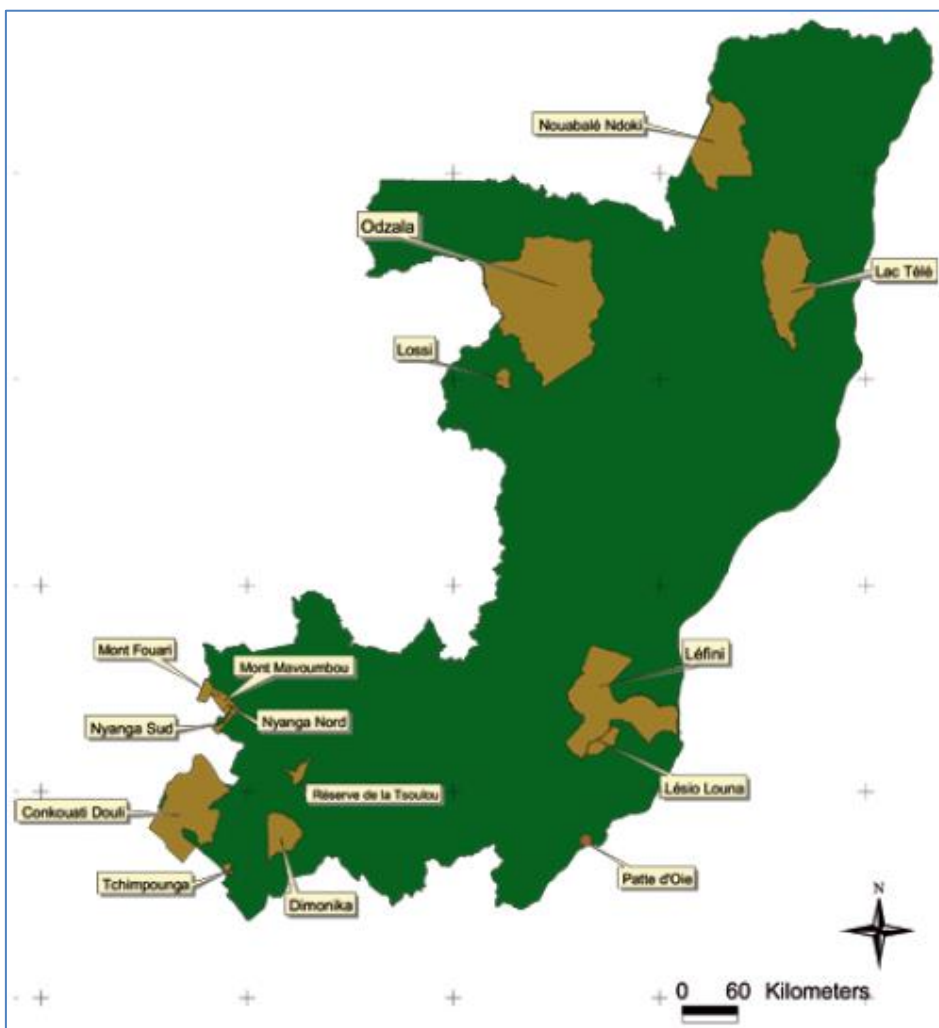 Nouabalé Ndoki
Odzala
Lac Télé
Lossi
Mont Fouari
Mont Mavoumbou
Léfini
Nyanga Sud
Nyanga Nord
Réserve de la Tsoulou
Lésio Louna
Conkouati Douli
Tchimpounga
Dimonika
Patte d'Oie
N
0 60 Kilometers